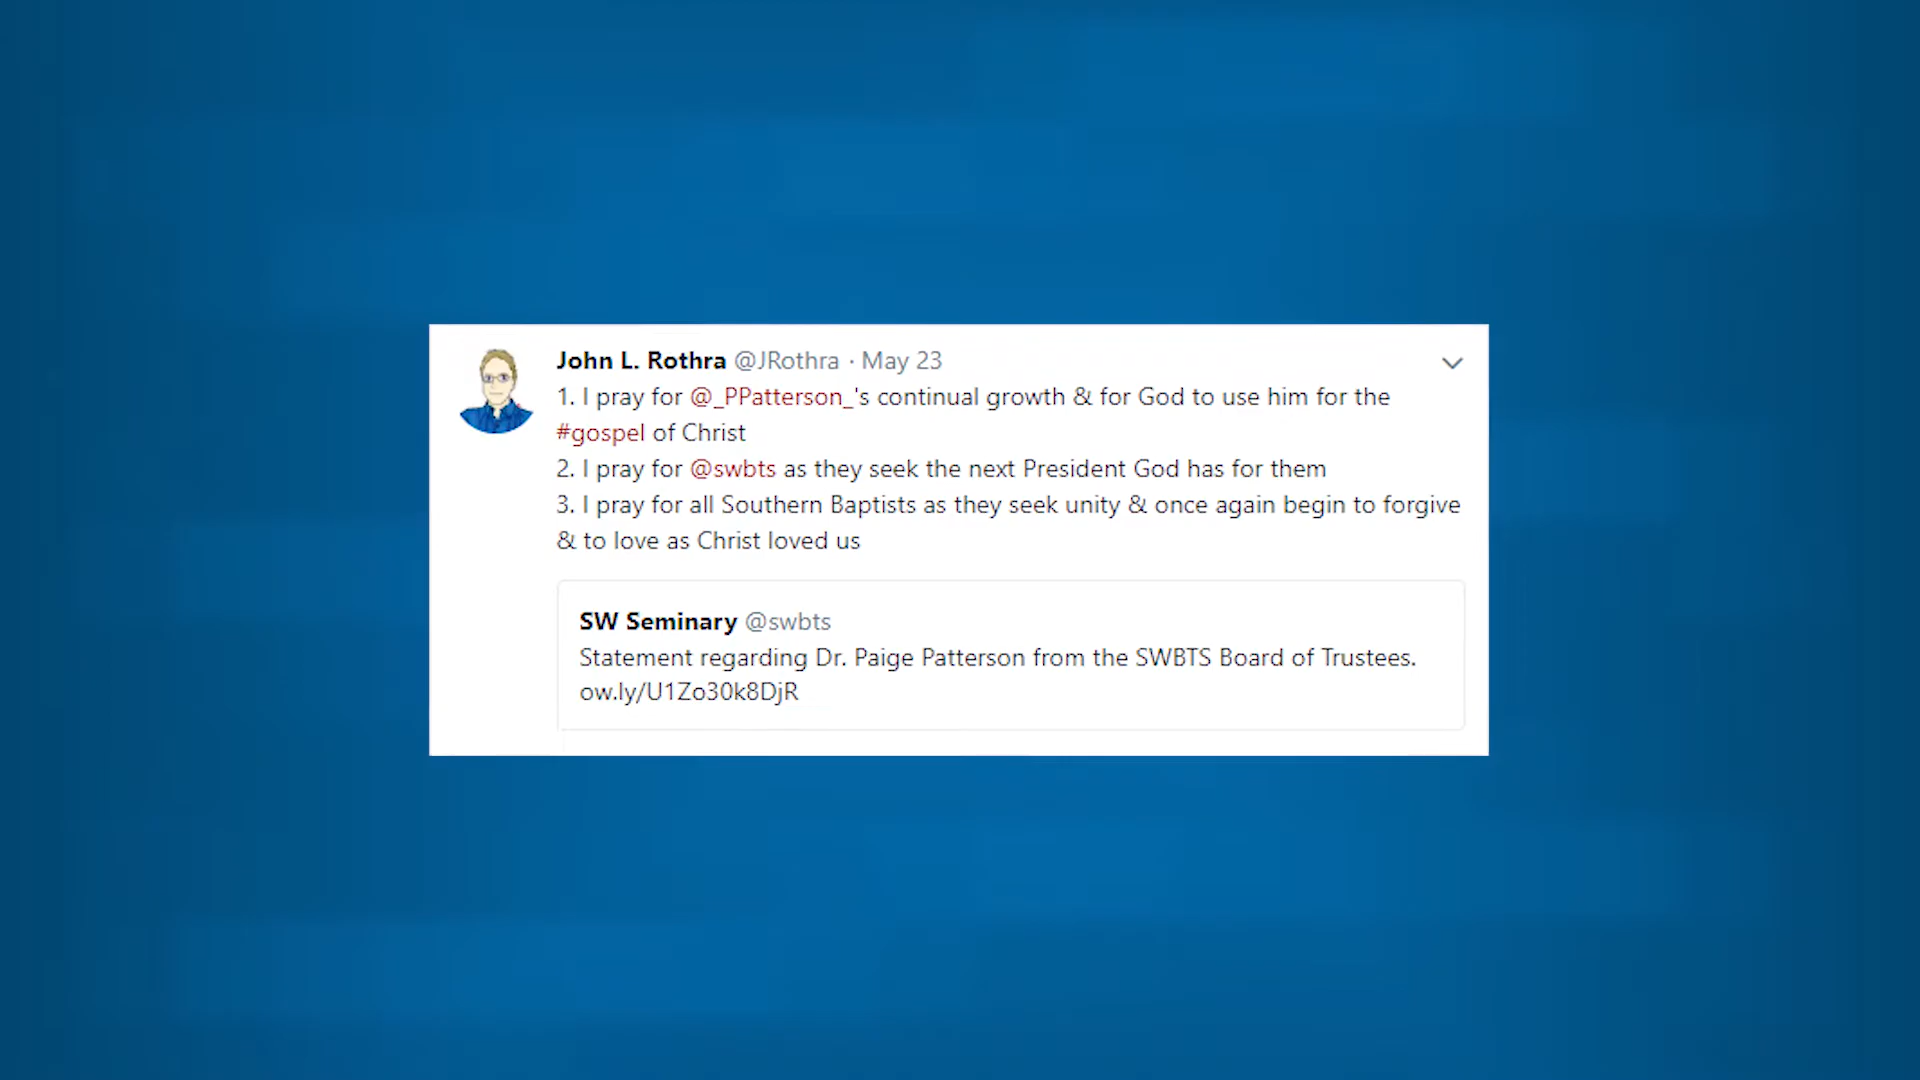 John L. Rothra @JRothra · May 23
1. I pray for @_PPatterson_'s continual growth & for God to use him for the
#gospel of Christ
2. I pray for @swbts as they seek the next President God has for them
3. I pray for all Southern Baptists as they seek unity & once again begin to forgive
& to love as Christ loved us
SW Seminary @swbts
Statement regarding Dr. Paige Patterson from the SWBTS Board of Trustees.
ow.ly/U1Zo30k8DjR